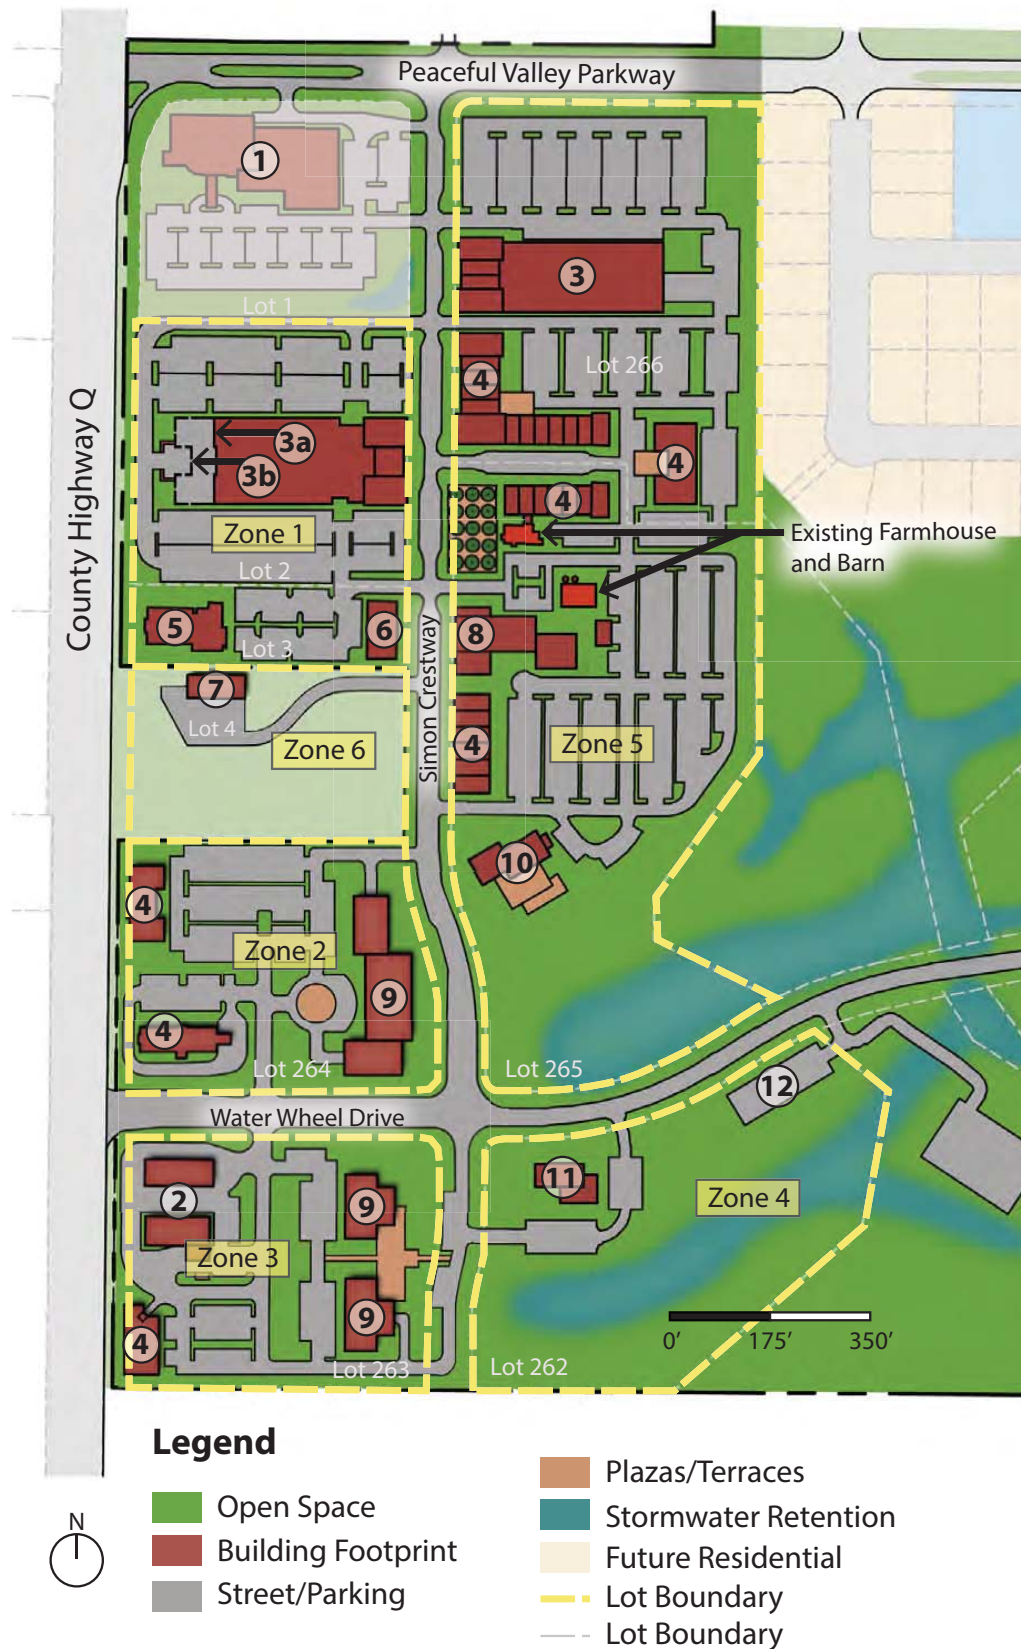 Peaceful Valley Parkway
1
3
Lot 1
Lot 266
4
County Highway Q
3a
3b
4
4
Zone 1
Existing Farmhouse
and Barn
Lot 2
5
6
8
Lot 3
7
Lot 4
Zone 6
Simon Crestway
4
Zone 5
10
4
Zone 2
9
4
Lot 264
Lot 265
12
Water Wheel Drive
11
2
9
Zone 4
Zone 3
9
4
0' 175' 350'
Lot 263
Lot 262
Legend
N
Open Space
Building Footprint
Street/Parking
Plazas/Terraces
Stormwater Retention
Future Residential
Lot Boundary
Lot Boundary